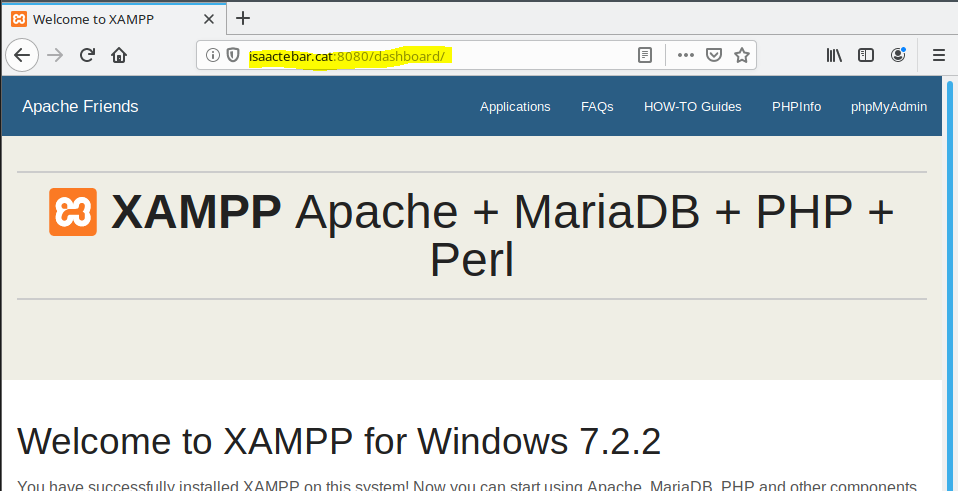 Welcome to XAMPP
isaactebar.cat:8080/dashboard/
Apache Friends
Applications
FAQs
HOW-TO Guides
PHPInfo
phpMyAdmin
XAMPP Apache + MariaDB + PHP +
Perl
Welcome to XAMPP for Windows 7.2.2
You have successfully installed XAMPP on this system! Now you can start using Apache, MariaDB, PHP and other components